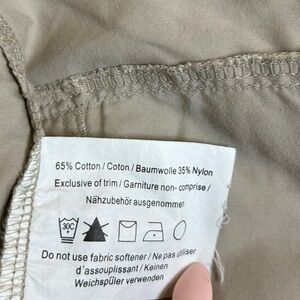 65% Cotton / Coton / Baumwolle 35% Nylon
Exclusive of trim / Garniture non- comprise /
Nähzubehör ausgenommen
30C
Do not use fabric softener / Ne pas utiliser
d`assouplissant / Keinen
Weichspüler verwenden